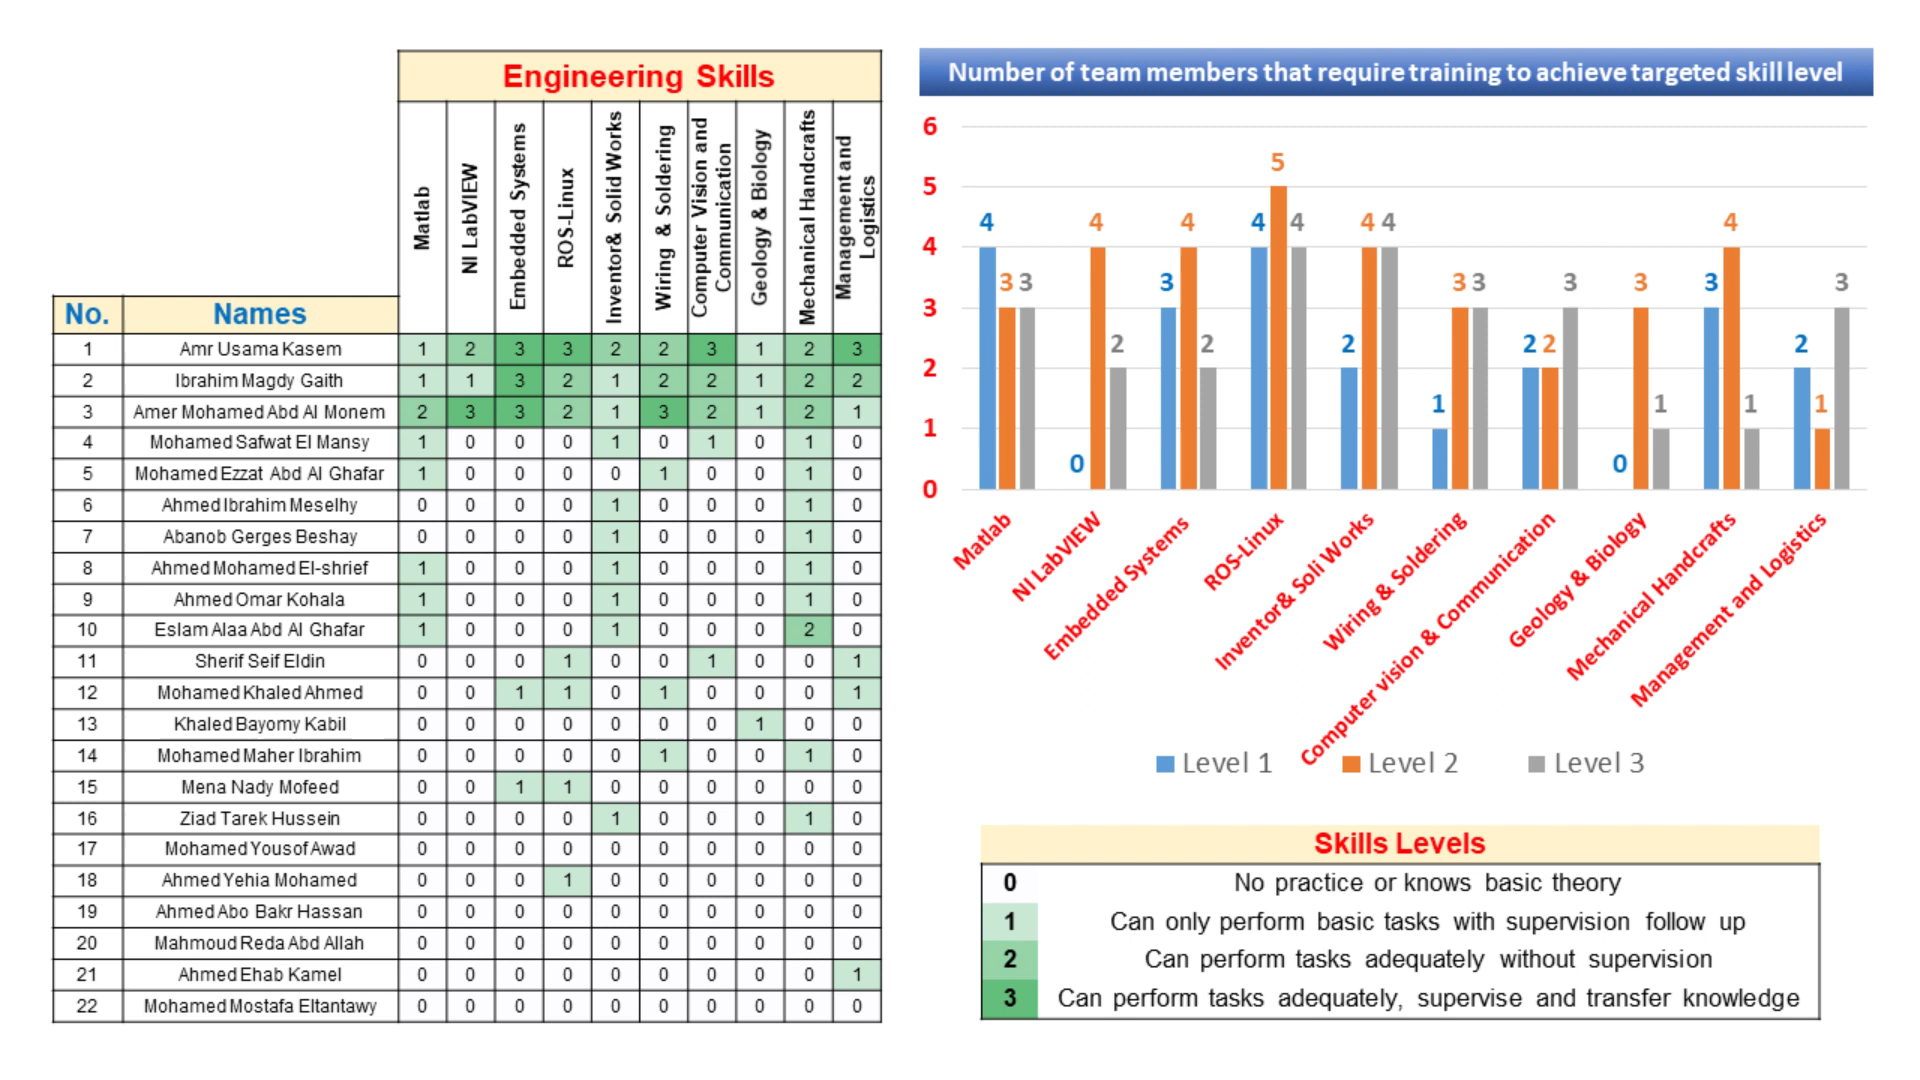 Engineering Skills
No. Names Matlab NI LabVIEW Embedded Systems ROS-Linux Inventor& Solid Works Wiring & Soldering Computer Vision and Communication Geology & Biology Mechanical Handcrafts Management and Logistics
1 Amr Usama Kasem 1 2 3 3 2 2 3 1 2 3
2 Ibrahim Magdy Gaith 1 1 3 2 1 2 2 1 2 2
3 Amer Mohamed Abd Al Monem 2 3 3 2 1 3 2 1 2 1
4 Mohamed Safwat El Mansy 1 0 0 0 1 0 1 0 1 0
5 Mohamed Ezzat Abd Al Ghafar 1 0 0 0 0 1 0 0 1 0
6 Ahmed Ibrahim Meselhy 0 0 0 0 1 0 0 0 1 0
7 Abanob Gerges Beshay 0 0 0 0 1 0 0 0 1 0
8 Ahmed Mohamed El-shrief 1 0 0 0 1 0 0 0 1 0
9 Ahmed Omar Kohala 1 0 0 0 1 0 0 0 1 0
10 Eslam Alaa Abd Al Ghafar 1 0 0 0 1 0 0 0 2 0
11 Sherif Seif Eldin 0 0 0 1 0 0 1 0 0 1
12 Mohamed Khaled Ahmed 0 0 1 1 0 1 0 0 0 1
13 Khaled Bayomy Kabil 0 0 0 0 0 0 0 1 0 0
14 Mohamed Maher Ibrahim 0 0 0 0 0 1 0 0 1 0
15 Mena Nady Mofeed 0 0 1 1 0 0 0 0 0 0
16 Ziad Tarek Hussein 0 0 0 0 1 0 0 0 1 0
17 Mohamed Yousof Awad 0 0 0 0 0 0 0 0 0 0
18 Ahmed Yehia Mohamed 0 0 0 1 0 0 0 0 0 0
19 Ahmed Abo Bakr Hassan 0 0 0 0 0 0 0 0 0 0
20 Mahmoud Reda Abd Allah 0 0 0 0 0 0 0 0 0 0
21 Ahmed Ehab Kamel 0 0 0 0 0 0 0 0 0 1
22 Mohamed Mostafa Eltantawy 0 0 0 0 0 0 0 0 0 0
Number of team members that require training to achieve targeted skill level
6
5
4
3
2
1
0
4 3 3
0 4 2
3 4 2
4 5 4
2 4 4
1 3 3
2 2 3
0 3 1
3 4 1
2 1 3
Matlab
NI LabVIEW
Embedded Systems
ROS-Linux
Inventor& Soli Works
Wiring & Soldering
Computer vision & Communication
Geology & Biology
Mechanical Handcrafts
Management and Logistics
Level 1 Level 2 Level 3
Skills Levels
0 No practice or knows basic theory
1 Can only perform basic tasks with supervision follow up
2 Can perform tasks adequately without supervision
3 Can perform tasks adequately, supervise and transfer knowledge